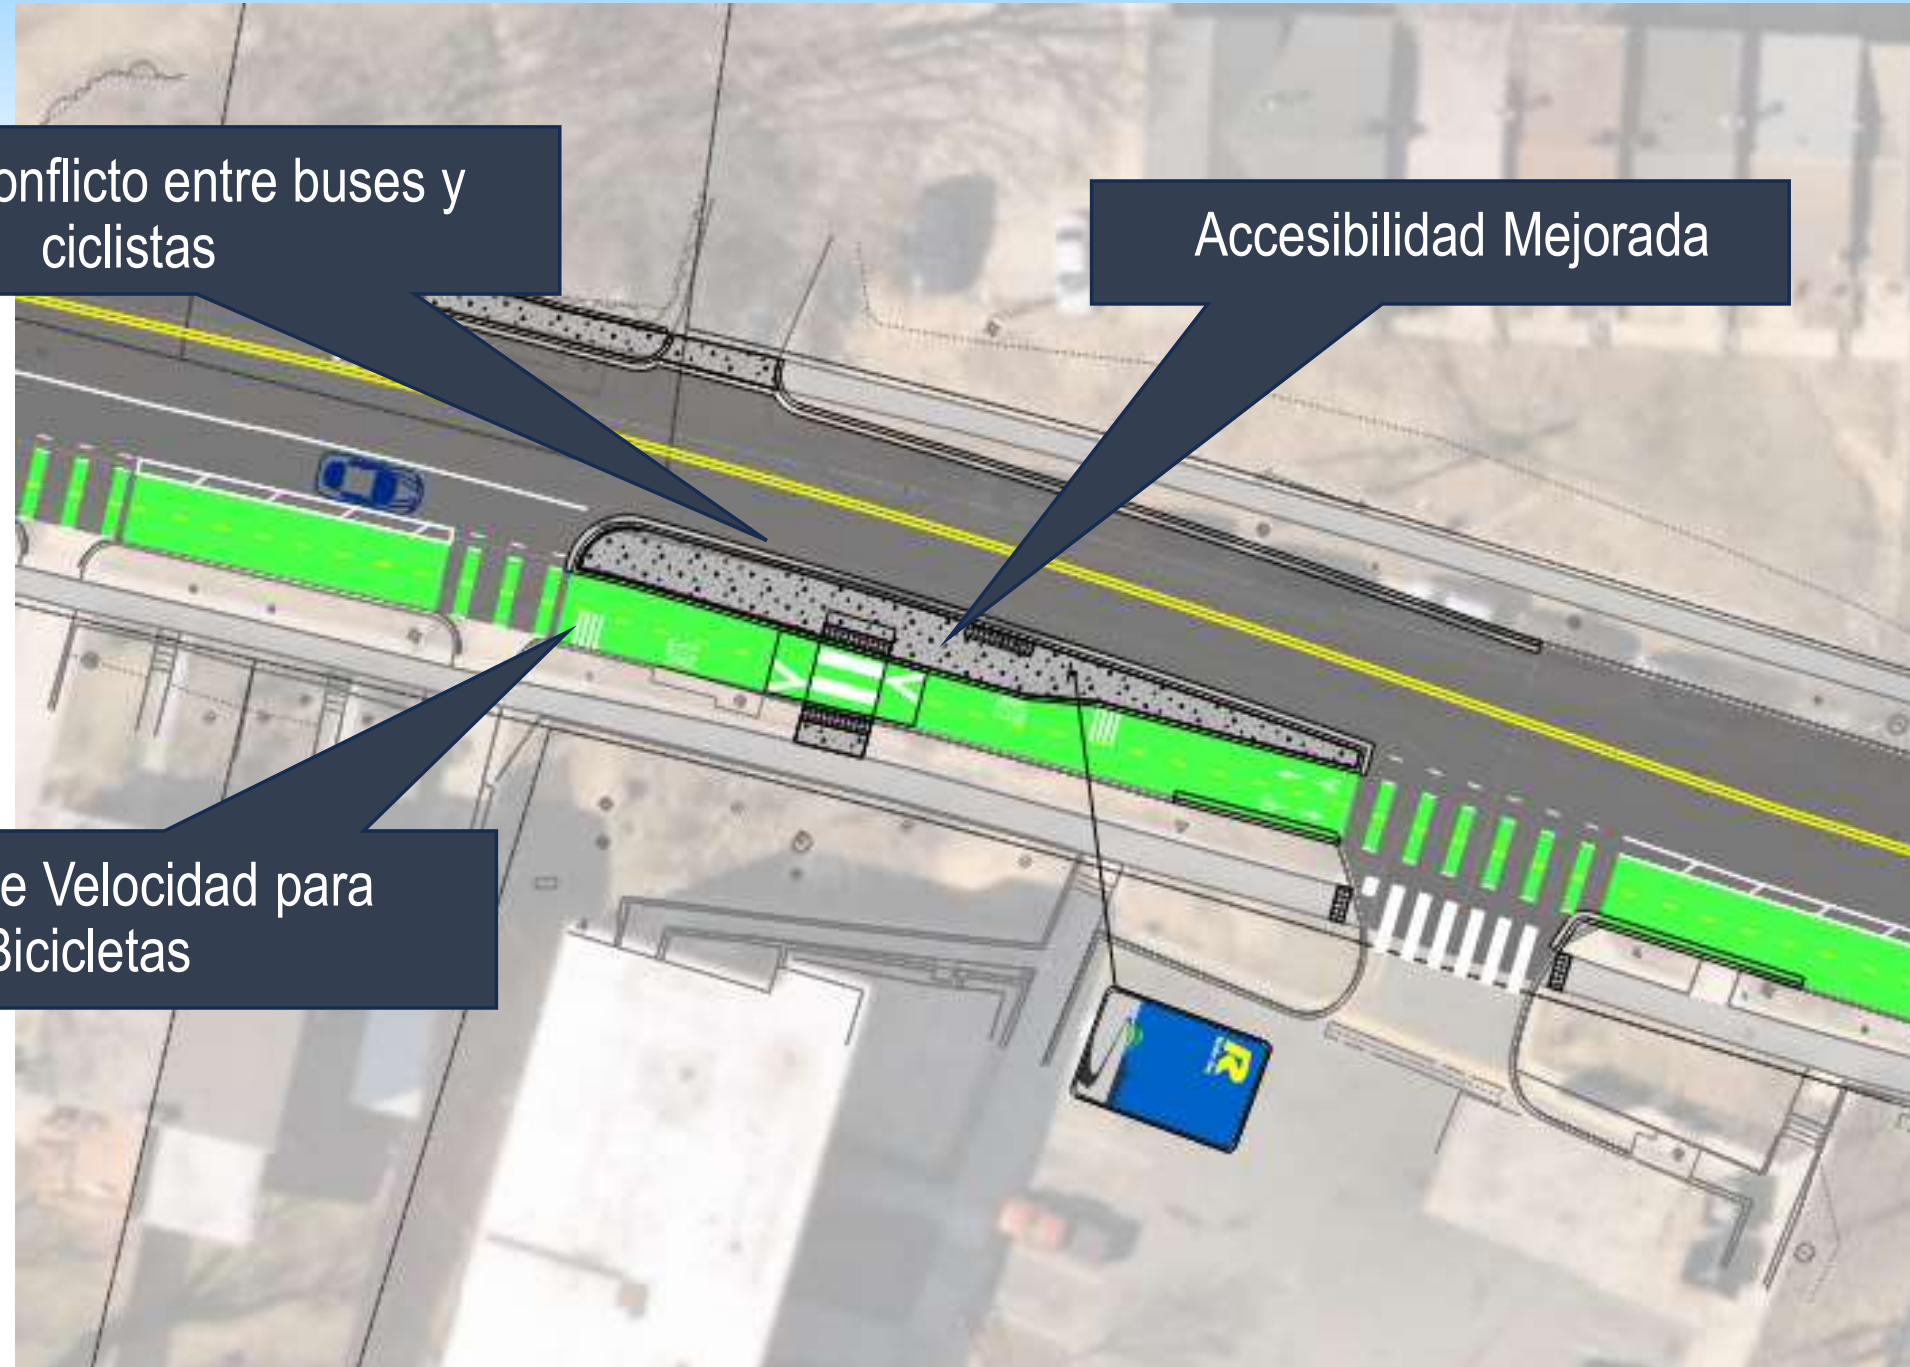 onflicto entre buses y
ciclistas
Accesibilidad Mejorada
e Velocidad para
Bicicletas
R